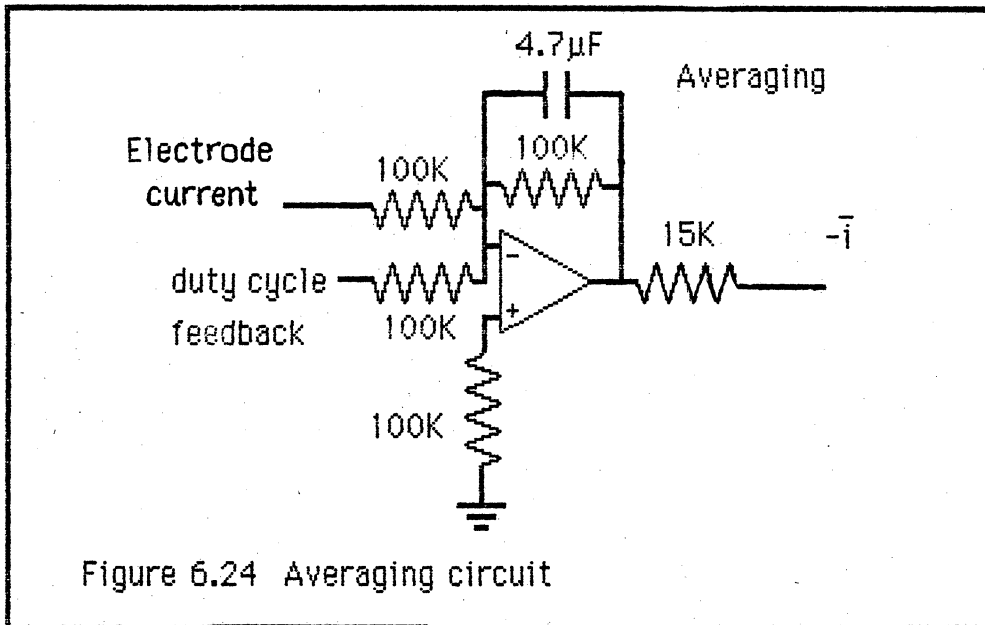 4.7µF
Averaging
Electrode
current
100K
100K
15K
-i̅
duty cycle
feedback
100K
-
+
100K
Figure 6.24 Averaging circuit